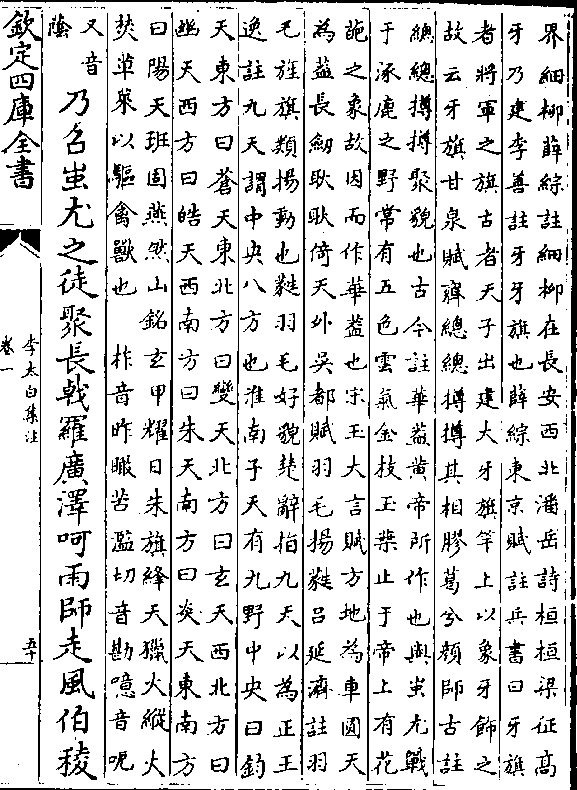 界細柳薛綜註細柳在長安西北潘岳詩桓桓梁征高
牙乃建李善註牙牙旗也薛綜東京賦註兵書曰牙旗
者將軍之旗古者天子出建大牙旗竿上以象牙飾之
故云牙旗甘泉賦齊總總撙撙其相膠葛兮顔師古註
總總撙撙聚貌也古今註華葢黄帝所作也與蚩尤戰
于涿鹿之野常有五色雲氣金枝玉葉止于帝上有花
葩之象故因而作華葢也宋玉大言賦方地為車圓天
為葢長劒耿耿倚天外吳都賦羽毛揚蕤吕延濟註羽
毛旌旗類揚動也蕤羽毛好貌楚辭指九天以為正王
逸註九天謂中央八方也淮南子天有九野中央曰鈞
天東方曰蒼天東北方曰變天北方曰玄天西北方曰
幽天西方曰皓天西南方曰朱天南方曰炎天東南方
曰陽天班固燕然山銘玄甲耀日朱旗絳天獵火縱火
焚草萊以驅禽獸也 柞音昨㘎苦濫切音勘噫音呃
又音
陰
乃召蚩尤之徒聚長㦸羅廣澤呵雨師走風伯稜
欽定四庫全書
李太白集注
卷一
五十